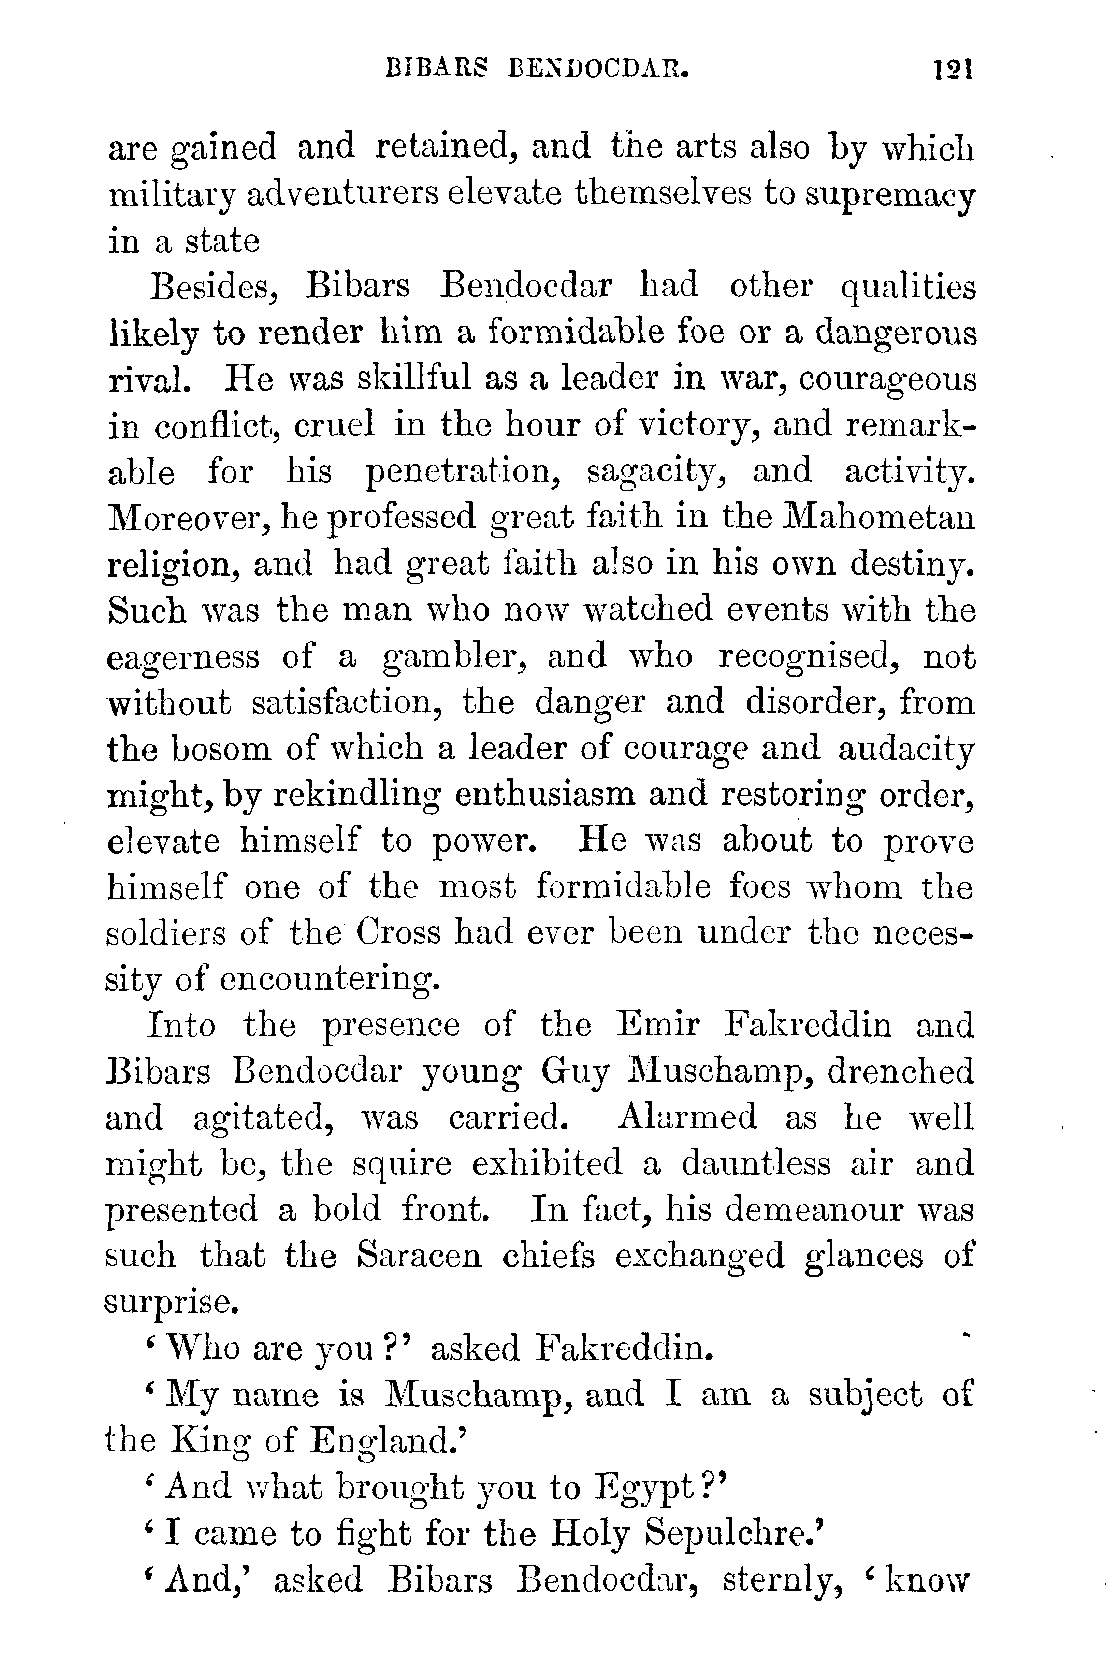 BIBARS BENDOCDAR. 121
are gained and retained, and the arts also by which
military adventurers elevate themselves to supremacy
in a state
Besides, Bibars Bendocdar had other qualities
likely to render him a formidable foe or a dangerous
rival. He was skillful as a leader in war, courageous
in conflict, cruel in the hour of victory, and remark-
able for his penetration, sagacity, and activity.
Moreover, he professed great faith in the Mahometan
religion, and had great faith also in his own destiny.
Such was the man who now watched events with the
eagerness of a gambler, and who recognised, not
without satisfaction, the danger and disorder, from
the bosom of which a leader of courage and audacity
might, by rekindling enthusiasm and restoring order,
elevate himself to power. He was about to prove
himself one of the most formidable foes whom the
soldiers of the Cross had ever been under the neces-
sity of encountering.
Into the presence of the Emir Fakreddin and
Bibars Bendocdar young Guy Muschamp, drenched
and agitated, was carried. Alarmed as he well
might be, the squire exhibited a dauntless air and
presented a bold front. In fact, his demeanour was
such that the Saracen chiefs exchanged glances of
surprise.
‘Who are you?’ asked Fakreddin.
‘My name is Muschamp, and I am a subject of
the King of England.’
‘And what brought you to Egypt?’
‘I came to fight for the Holy Sepulchre.’
‘And,’ asked Bibars Bendocdar, sternly, ‘know